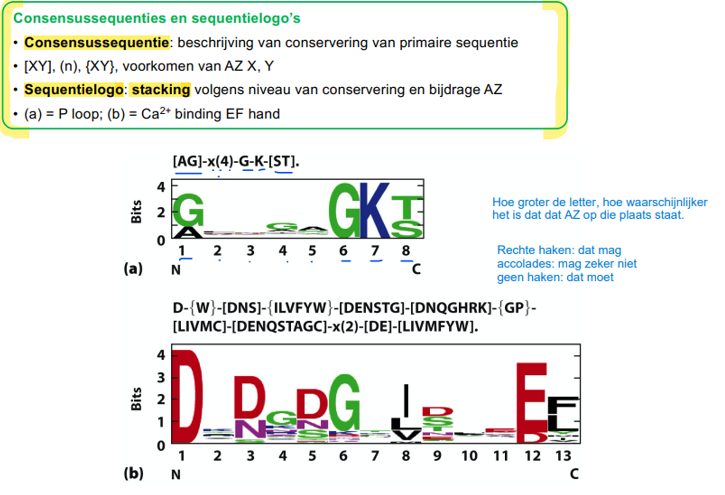 Consensussequenties en sequentielogo's
• Consensussequentie: beschrijving van conservering van primaire sequentie
• [XY], (n), {XY}, voorkomen van AZ X, Y
• Sequentielogo: stacking volgens niveau van conservering en bijdrage AZ
• (a) = P loop; (b) = Ca2+ binding EF hand
[AG]-x(4)-G-K-[ST].
Bits
4
2
0
G
A
G
A
G
K
T
S
1 2 3 4 5 6 7 8
(a) N C
Hoe groter de letter, hoe waarschijnlijker
het is dat dat AZ op die plaats staat.
Rechte haken: dat mag
accolades: mag zeker niet
geen haken: dat moet
D-{W}-[DNS]-{ILVFYW}-[DENSTG]-[DNQGHRK]-{GP}-
[LIVMC]-[DENQSTAGC]-x(2)-[DE]-[LIVMFYW].
Bits
4
3
2
1
0
D
D
N
G
D
N
S
G
I
L
V
D
S
T
E
D
F
L
1 2 3 4 5 6 7 8 9 10 11 12 13
(b) N C